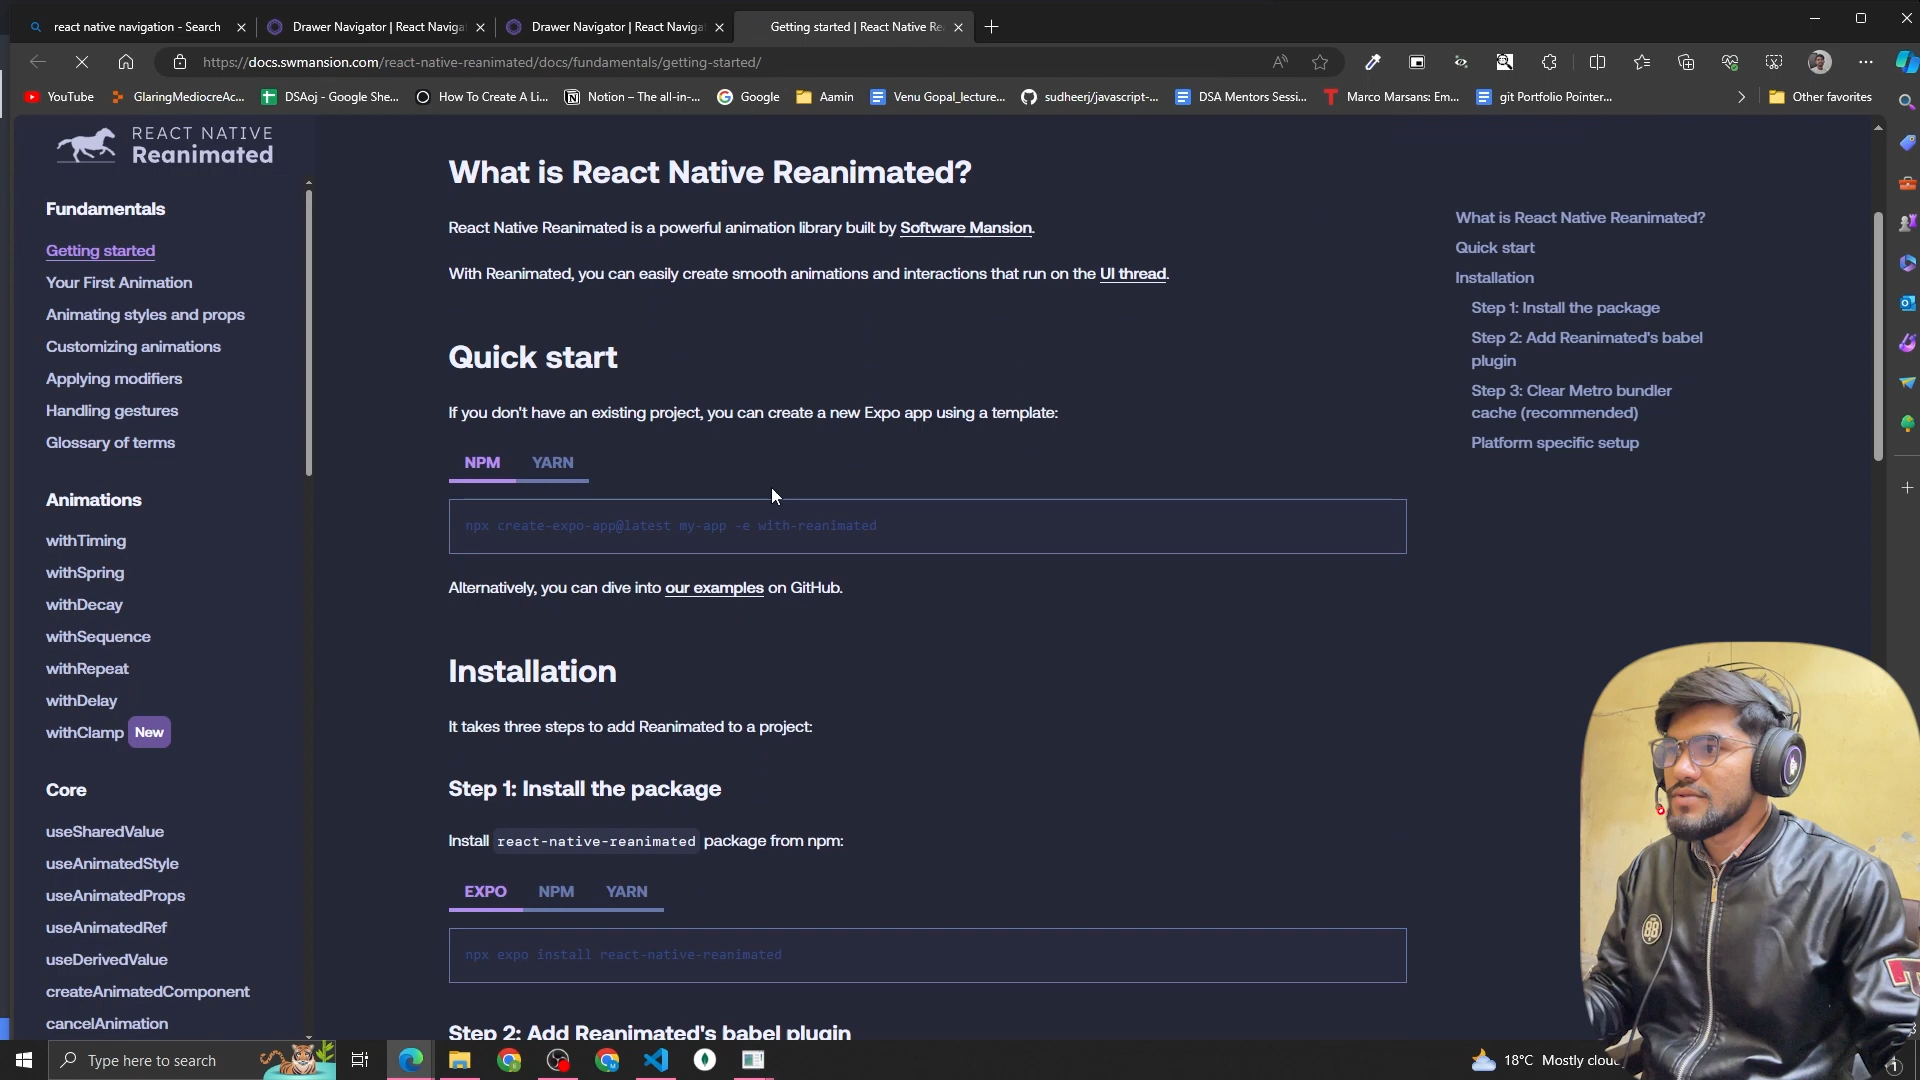 react native navigation - Search
Drawer Navigator | React Naviga
Drawer Navigator | React Naviga
Getting started | React Native Re
https://docs.swmansion.com/react-native-reanimated/docs/fundamentals/getting-started/
YouTube
GlaringMediocreAc...
DSAoj - Google She...
How To Create A Li...
Notion – The all-in-...
Google
Aamin
Venu Gopal_lecture...
sudheerj/javascript-...
DSA Mentors Sessi...
Marco Marsans: Em...
git Portfolio Pointer...
Other favorites
REACT NATIVE
Reanimated
Fundamentals
Getting started
Your First Animation
Animating styles and props
Customizing animations
Applying modifiers
Handling gestures
Glossary of terms
Animations
withTiming
withSpring
withDecay
withSequence
withRepeat
withDelay
withClamp New
Core
useSharedValue
useAnimatedStyle
useAnimatedProps
useAnimatedRef
useDerivedValue
createAnimatedComponent
cancelAnimation
What is React Native Reanimated?
React Native Reanimated is a powerful animation library built by Software Mansion.
With Reanimated, you can easily create smooth animations and interactions that run on the UI thread.
Quick start
If you don't have an existing project, you can create a new Expo app using a template:
NPM YARN
npx create-expo-app@latest my-app -e with-reanimated
Alternatively, you can dive into our examples on GitHub.
Installation
It takes three steps to add Reanimated to a project:
Step 1: Install the package
Install react-native-reanimated package from npm:
EXPO NPM YARN
npx expo install react-native-reanimated
Step 2: Add Reanimated's babel plugin
What is React Native Reanimated?
Quick start
Installation
Step 1: Install the package
Step 2: Add Reanimated's babel
plugin
Step 3: Clear Metro bundler
cache (recommended)
Platform specific setup
88
Type here to search
18°C Mostly clou